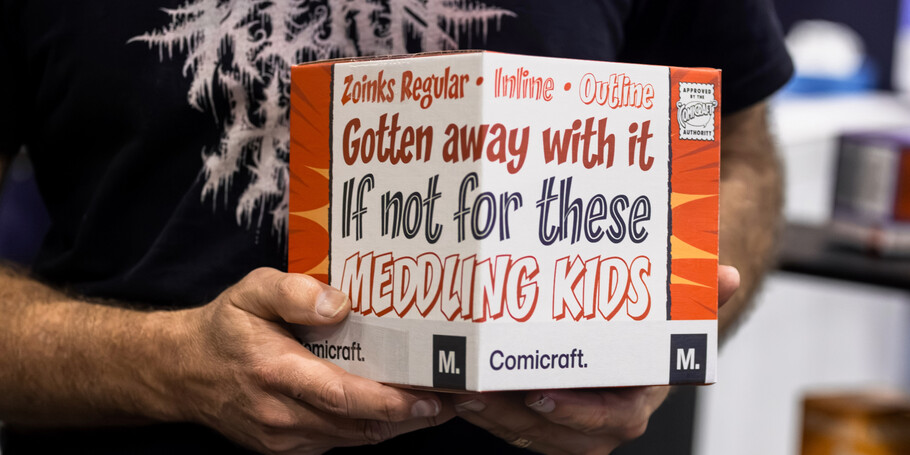 Zoinks Regular • Inline • Outline
APPROVED
BY THE
COMICRAFT
AUTHORITY
Gotten away with it
If not for these
MEDDLING KIDS
omicraft.
M.
Comicraft.
M.